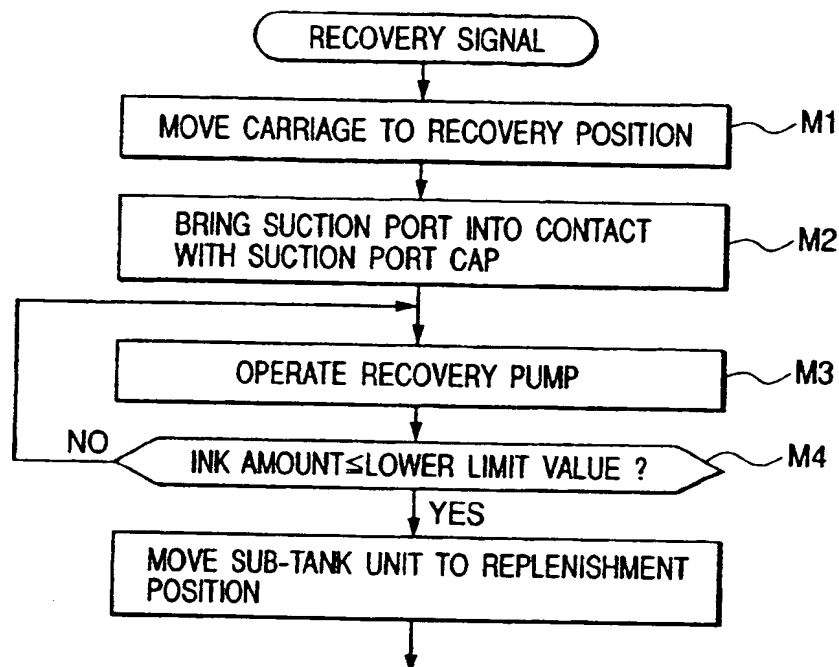 RECOVERY SIGNAL
MOVE CARRIAGE TO RECOVERY POSITION
M1
BRING SUCTION PORT INTO CONTACT
WITH SUCTION PORT CAP
M2
OPERATE RECOVERY PUMP
M3
NO
INK AMOUNT≦LOWER LIMIT VALUE ?
M4
YES
MOVE SUB-TANK UNIT TO REPLENISHMENT
POSITION